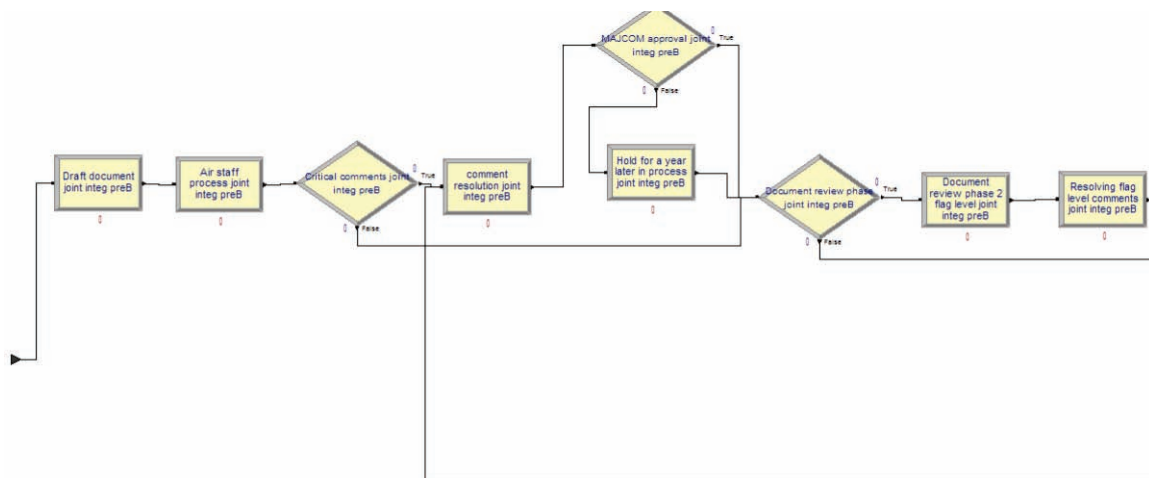 MAJCOM approval joint
integ preB
0
True
0
False
Draft document
joint integ preB
0
Air staff
process joint
integ preB
0
Critical comments joint
integ preB
0
True
0
False
comment
resolution joint
integ preB
0
Hold for a year
later in process
joint integ preB
0
Document review phase
joint integ preB
0
True
0
False
Document
review phase 2
flag level joint
integ preB
0
Resolving flag
level comments
joint integ preB
0